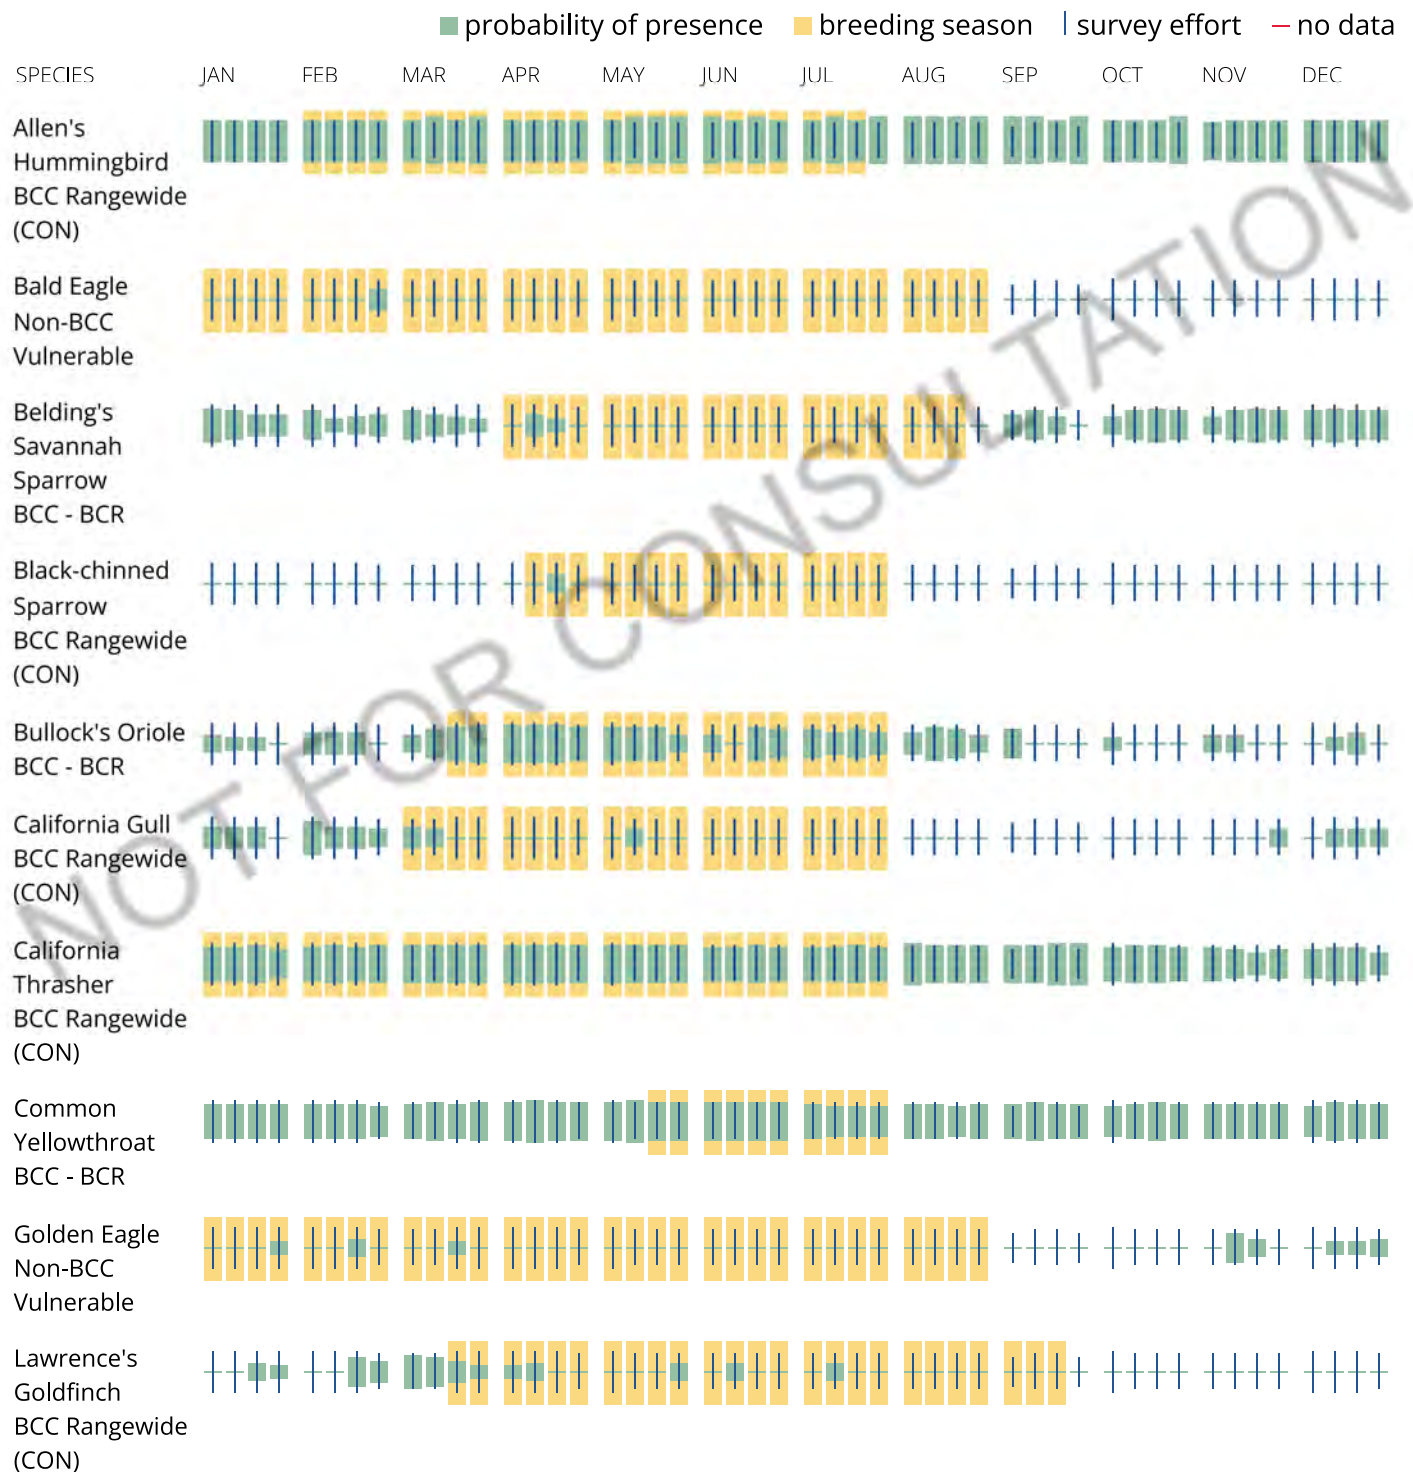 probability of presence breeding season survey effort no data
SPECIES JAN FEB MAR APR MAY JUN JUL AUG SEP OCT NOV DEC
Allen's
Hummingbird
BCC Rangewide
(CON)
Bald Eagle
Non-BCC
Vulnerable
Belding's
Savannah
Sparrow
BCC - BCR
Black-chinned
Sparrow
BCC Rangewide
(CON)
Bullock's Oriole
BCC - BCR
California Gull
BCC Rangewide
(CON)
California
Thrasher
BCC Rangewide
(CON)
Common
Yellowthroat
BCC - BCR
Golden Eagle
Non-BCC
Vulnerable
Lawrence's
Goldfinch
BCC Rangewide
(CON)
NOT FOR CONSULTATION